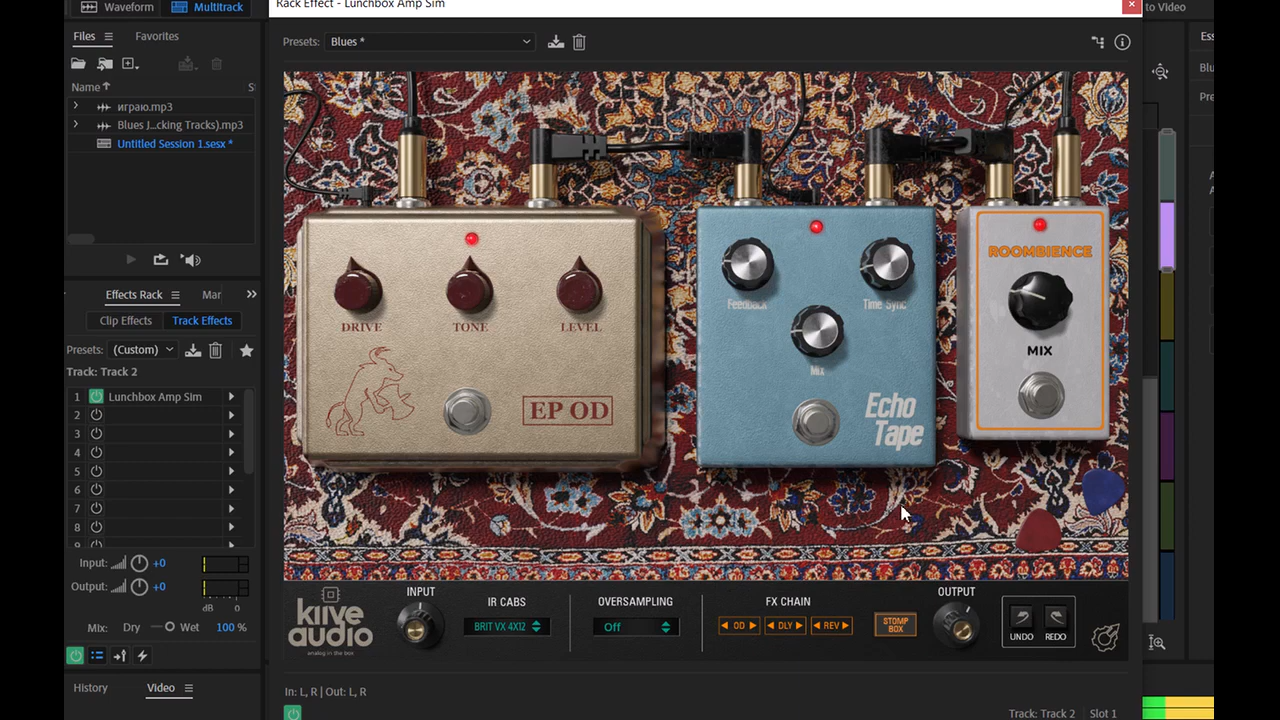 Waveform
Multitrack
Rack Effect - Lunchbox Amp Sim
to Video
Files
Favorites
Presets:
Blues *
Name
S
играю.mp3
Blues J...cking Tracks).mp3
Untitled Session 1.sesx *
Effects Rack
Mar
Clip Effects
Track Effects
Presets:
(Custom)
Track: Track 2
1
Lunchbox Amp Sim
2
3
4
5
6
7
8
9
Input:
+0
Output:
+0
dB
0
Mix:
Dry
Wet
100 %
History
Video
DRIVE
TONE
LEVEL
EP OD
Feedback
Time Sync
Mix
Echo
Tape
ROOMBIENCE
MIX
kiive
audio
analog in the box
INPUT
IR CABS
BRIT VX 4X12
OVERSAMPLING
Off
FX CHAIN
OD
DLY
REV
STOMP
BOX
OUTPUT
UNDO
REDO
In: L, R | Out: L, R
Track: Track 2
Slot 1
Ess
Blu
Pre